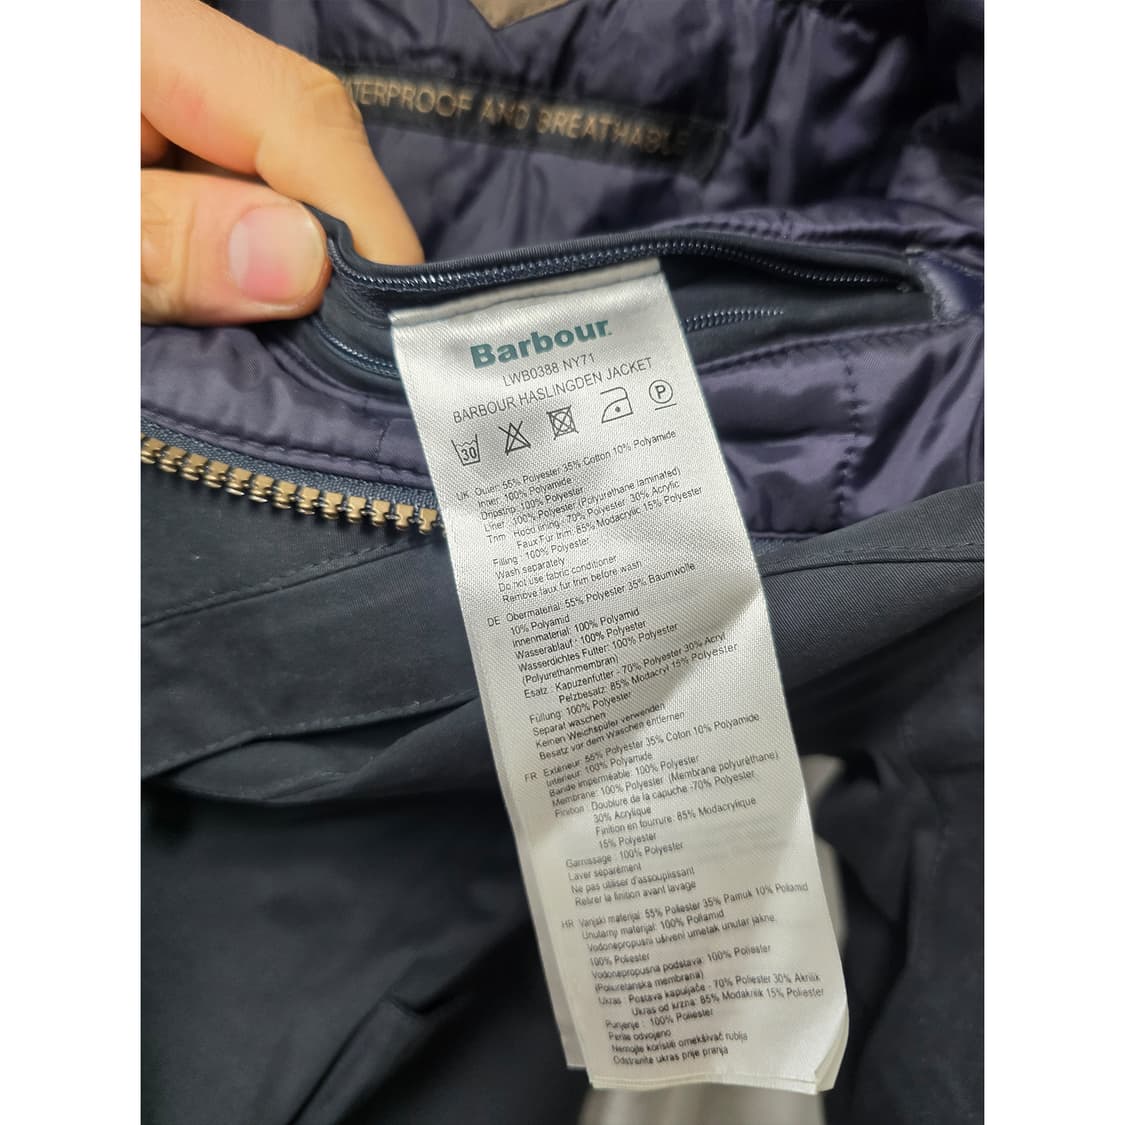 WATERPROOF AND BREATHABLE
Barbour
LWB0388 NY71
BARBOUR HASLINGDEN JACKET
30
P
UK Outer: 55% Polyester 35% Cotton 10% Polyamide
Inner: 100% Polyamide
Dripstrip: 100% Polyester
Liner: 100% Polyester (Polyurethane laminated)
Trim : Hood lining - 70% Polyester 30% Acrylic
Faux Fur trim: 85% Modacrylic 15% Polyester
Filling : 100% Polyester
Wash separately
Do not use fabric conditioner
Remove faux fur trim before wash
DE Obermaterial: 55% Polyester 35% Baumwolle
10% Polyamid
Innenmaterial: 100% Polyamid
Wasserablauf - 100% Polyester
Wasserdichtes Futter: 100% Polyester
(Polyurethanmembran)
Esatz : Kapuzenfutter - 70% Polyester 30% Acryl
Pelzbesatz: 85% Modacryl 15% Polyester
Füllung: 100% Polyester
Separat waschen
Keinen Weichspüler verwenden
Besatz vor dem Waschen entfernen
FR Extérieur: 55% Polyester 35% Coton 10% Polyamide
Intérieur: 100% Polyamide
Bande imperméable: 100% Polyester
Membrane: 100% Polyester (Membrane polyuréthane)
Finition : Doublure de la capuche -70% Polyester
30% Acrylique
Finition en fourrure: 85% Modacrylique
15% Polyester
Garnissage : 100% Polyester
Laver séparément
Ne pas utiliser d'assouplissant
Retirer la finition avant lavage
HR Vanjski materijal: 55% Poliester 35% Pamuk 10% Poliamid
Unutarnji materijal: 100% Poliamid
Vodonepropusni ušiveni umetak unutar jakne:
100% Poliester
Vodonepropusna podstava: 100% Poliester
(Poliuretanska membrana)
Ukras : Postava kapuljače - 70% Poliester 30% Akrilik
Ukras od krzna: 85% Modakrilik 15% Poliester
Punjenje : 100% Poliester
Perite odvojeno
Nemojte koristiti omekšivač rublja
Odstranite ukras prije pranja